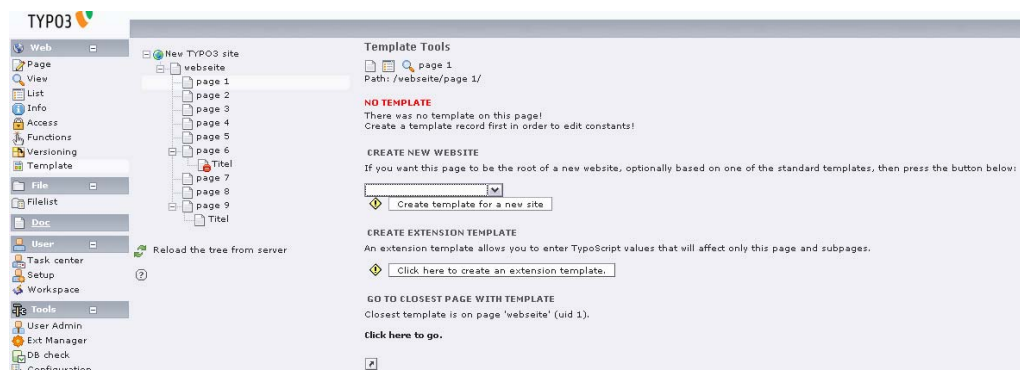 TYPO3
Web
Page
View
List
Info
Access
Functions
Versioning
Template
File
Filelist
Doc
User
Task center
Setup
Workspace
Tools
User Admin
Ext Manager
DB check
Configuration
New TYPO3 site
webseite
page 1
page 2
page 3
page 4
page 5
page 6
Titel
page 7
page 8
page 9
Titel
Reload the tree from server
?
Template Tools
page 1
Path: /webseite/page 1/
NO TEMPLATE
There was no template on this page!
Create a template record first in order to edit constants!
CREATE NEW WEBSITE
If you want this page to be the root of a new website, optionally based on one of the standard templates, then press the button below:
Create template for a new site
CREATE EXTENSION TEMPLATE
An extension template allows you to enter TypoScript values that will affect only this page and subpages.
Click here to create an extension template.
GO TO CLOSEST PAGE WITH TEMPLATE
Closest template is on page 'webseite' (uid 1).
Click here to go.